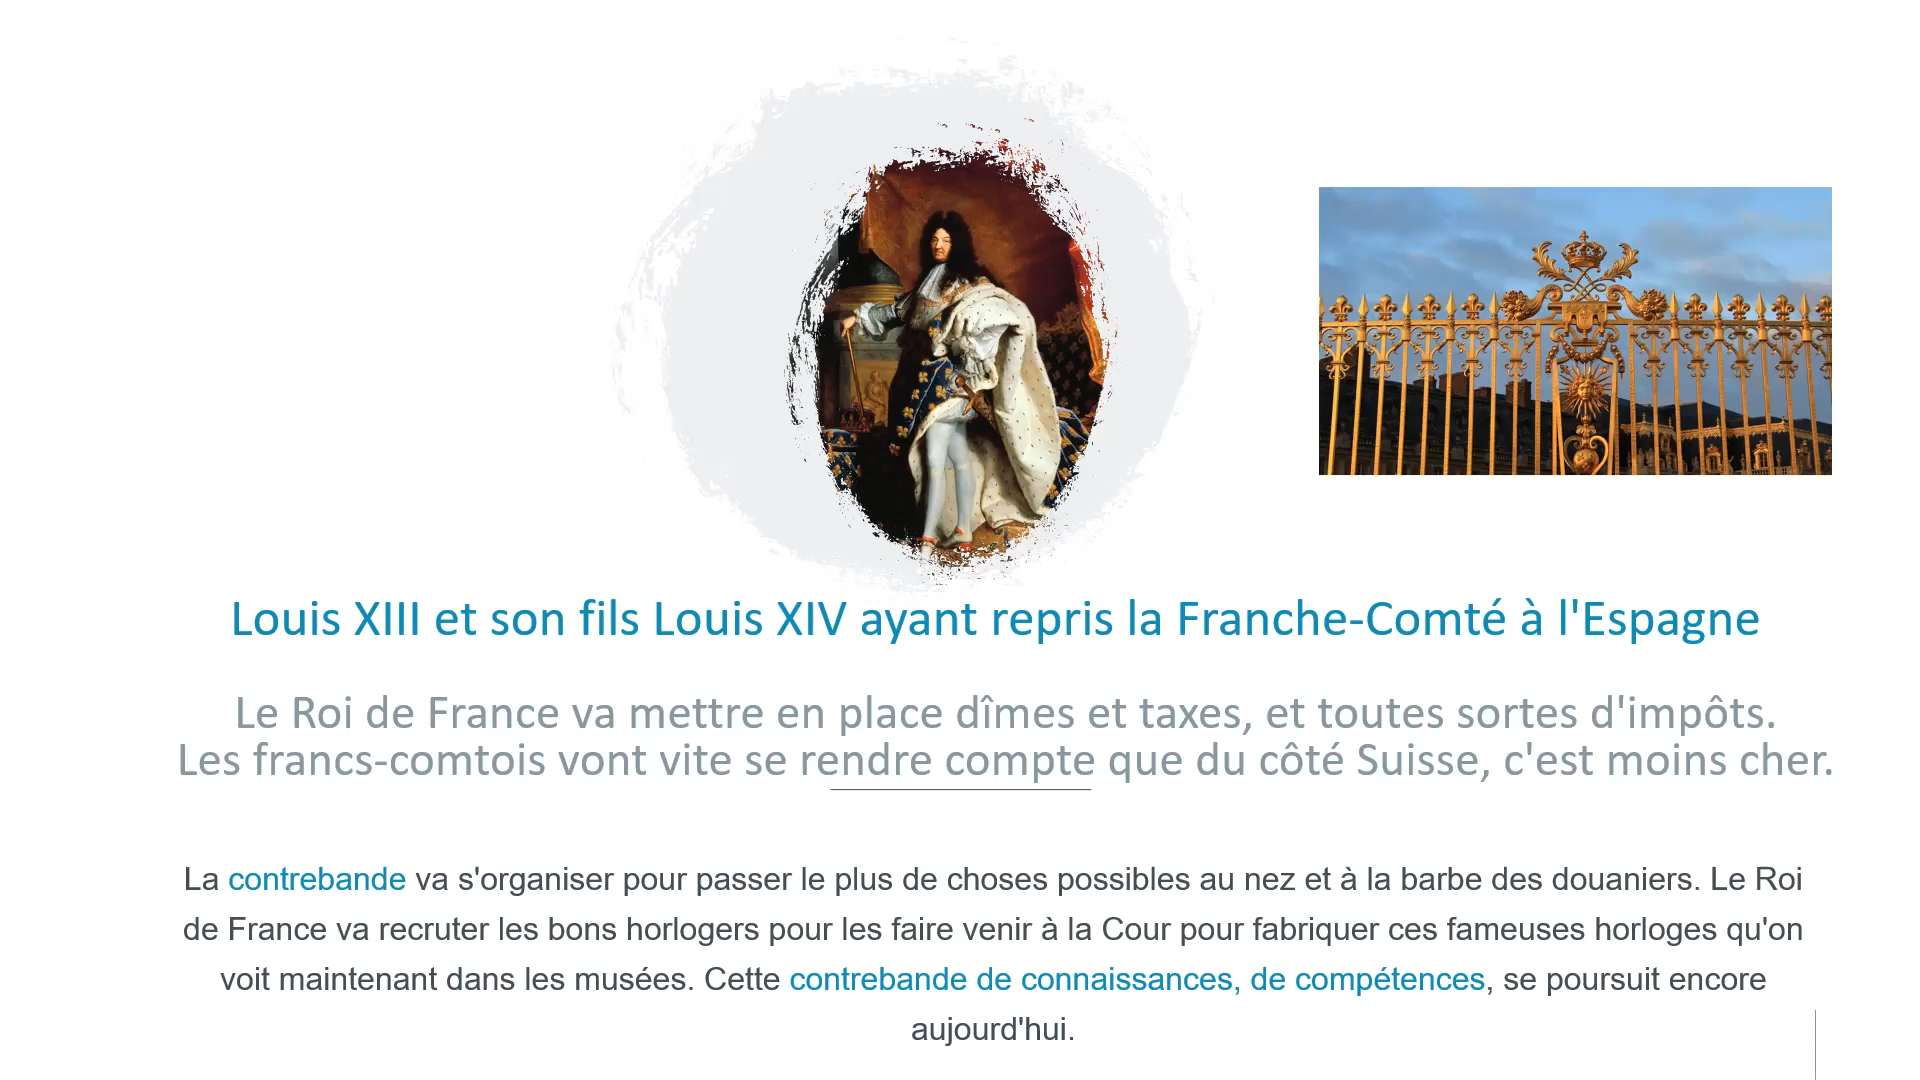 Louis XIII et son fils Louis XIV ayant repris la Franche-Comté à l'Espagne
Le Roi de France va mettre en place dîmes et taxes, et toutes sortes d'impôts.
Les francs-comtois vont vite se rendre compte que du côté Suisse, c'est moins cher.
La contrebande va s'organiser pour passer le plus de choses possibles au nez et à la barbe des douaniers. Le Roi
de France va recruter les bons horlogers pour les faire venir à la Cour pour fabriquer ces fameuses horloges qu'on
voit maintenant dans les musées. Cette contrebande de connaissances, de compétences, se poursuit encore
aujourd'hui.